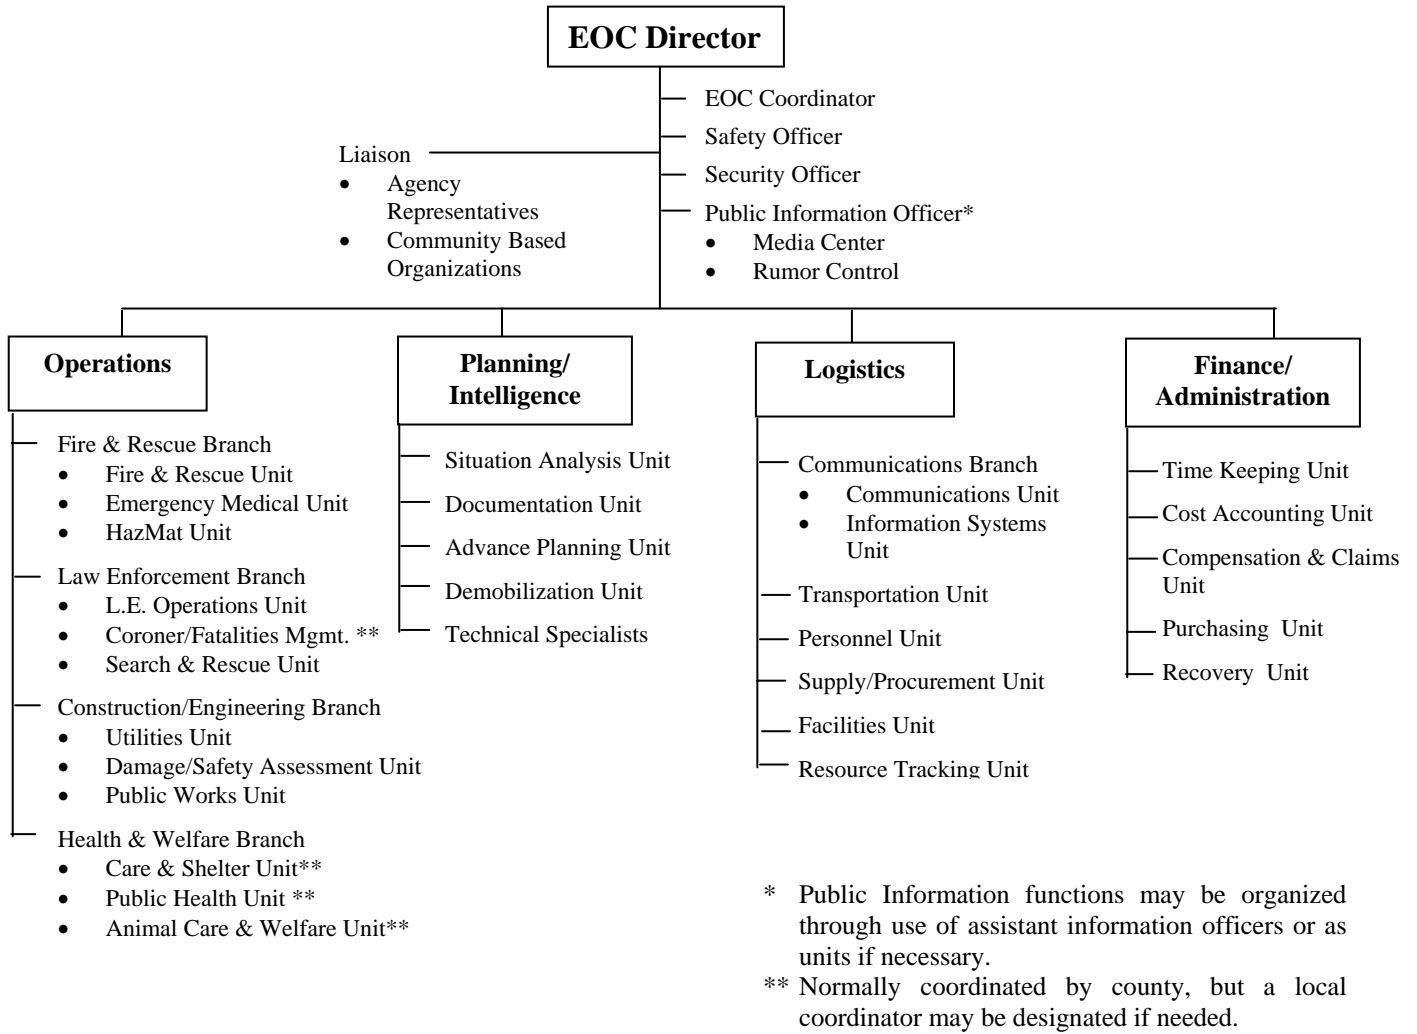 EOC Director
EOC Coordinator
Safety Officer
Security Officer
Public Information Officer*
• Media Center
• Rumor Control
Liaison
• Agency
Representatives
• Community Based
Organizations
Operations
Fire & Rescue Branch
• Fire & Rescue Unit
• Emergency Medical Unit
• HazMat Unit
Law Enforcement Branch
• L.E. Operations Unit
• Coroner/Fatalities Mgmt. **
• Search & Rescue Unit
Construction/Engineering Branch
• Utilities Unit
• Damage/Safety Assessment Unit
• Public Works Unit
Health & Welfare Branch
• Care & Shelter Unit**
• Public Health Unit **
• Animal Care & Welfare Unit**
Planning/
Intelligence
Situation Analysis Unit
Documentation Unit
Advance Planning Unit
Demobilization Unit
Technical Specialists
Logistics
Communications Branch
• Communications Unit
• Information Systems
Unit
Transportation Unit
Personnel Unit
Supply/Procurement Unit
Facilities Unit
Resource Tracking Unit
Finance/
Administration
Time Keeping Unit
Cost Accounting Unit
Compensation & Claims
Unit
Purchasing Unit
Recovery Unit
* Public Information functions may be organized
through use of assistant information officers or as
units if necessary.
** Normally coordinated by county, but a local
coordinator may be designated if needed.